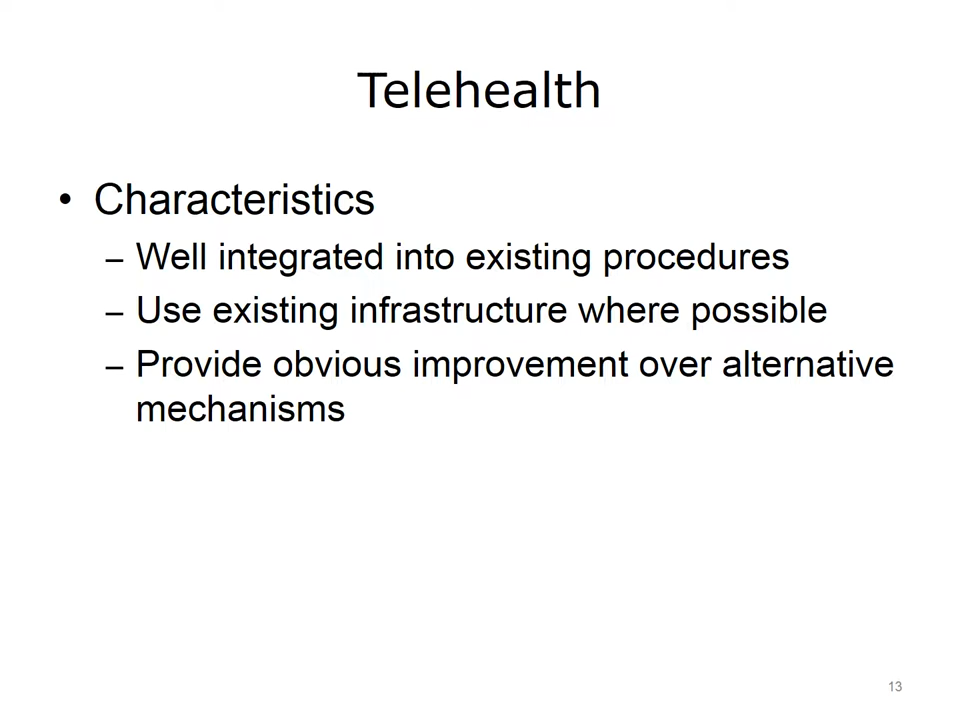 Telehealth
• Characteristics
– Well integrated into existing procedures
– Use existing infrastructure where possible
– Provide obvious improvement over alternative
mechanisms
13